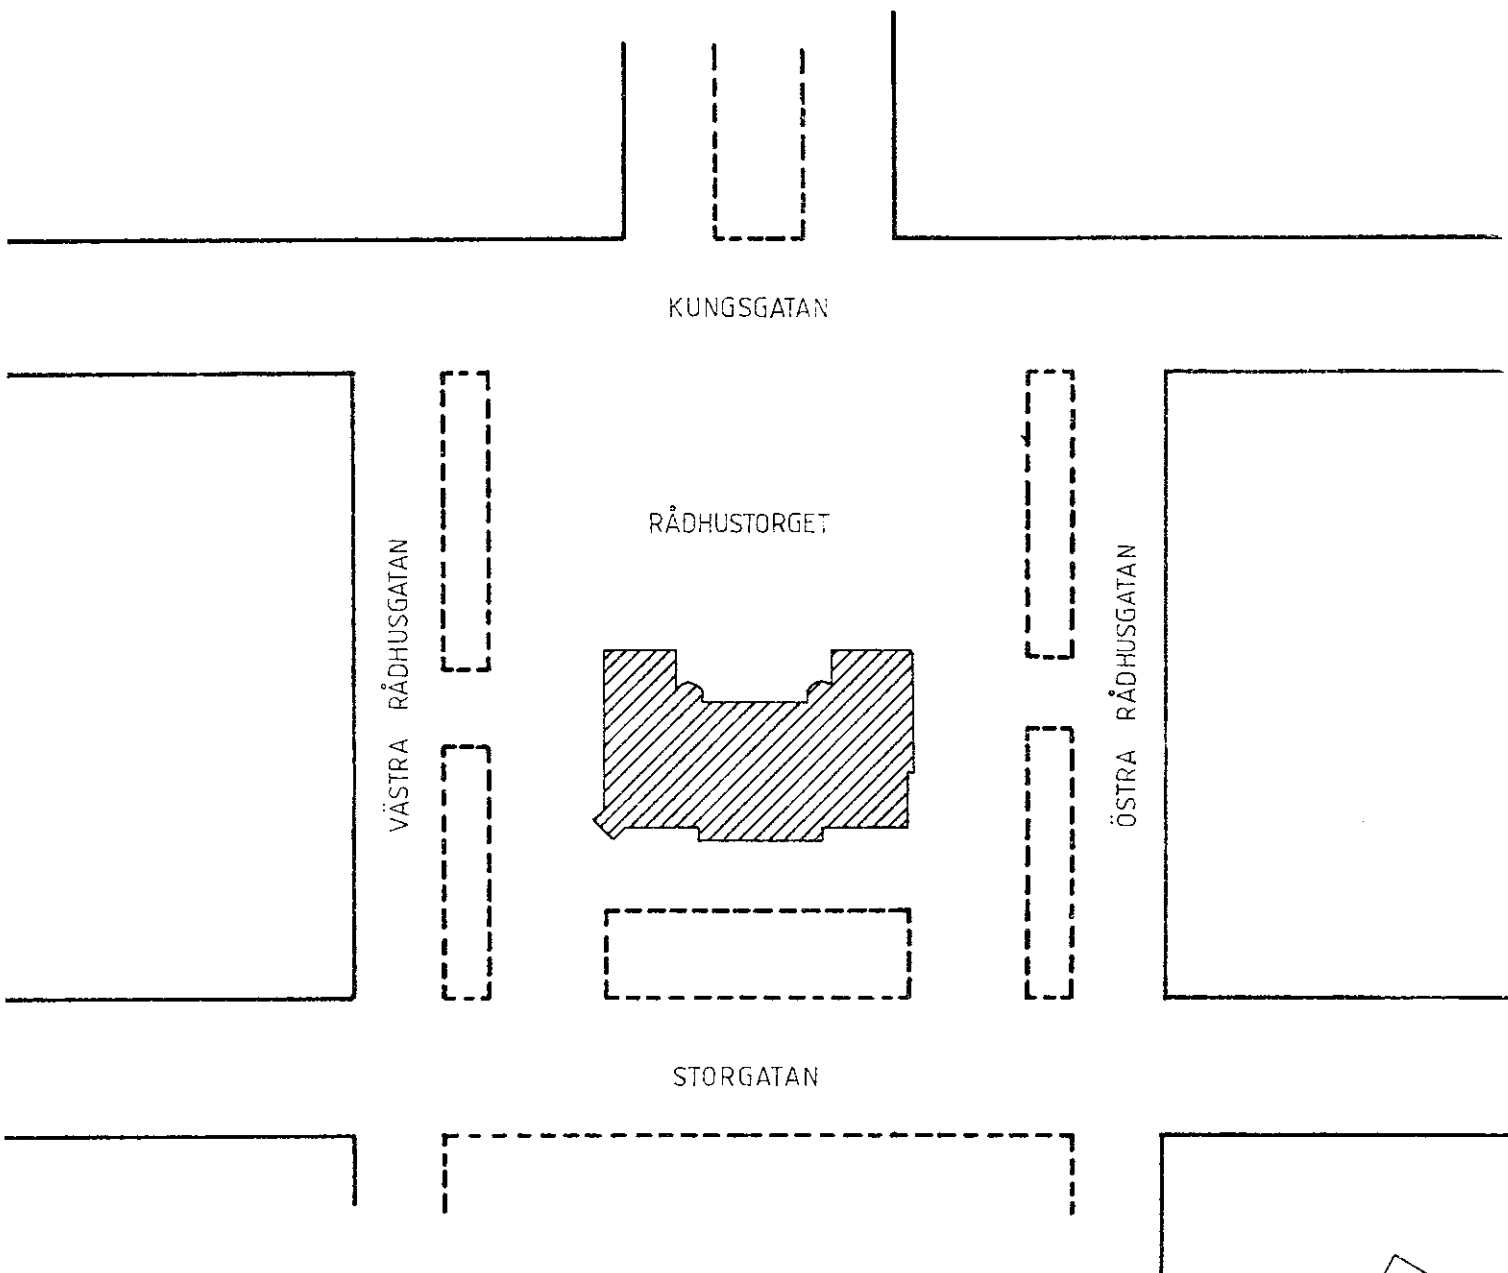 KUNGSGATAN
RÅDHUSTORGET
VÄSTRA RÅDHUSGATAN
ÖSTRA RÅDHUSGATAN
STORGATAN